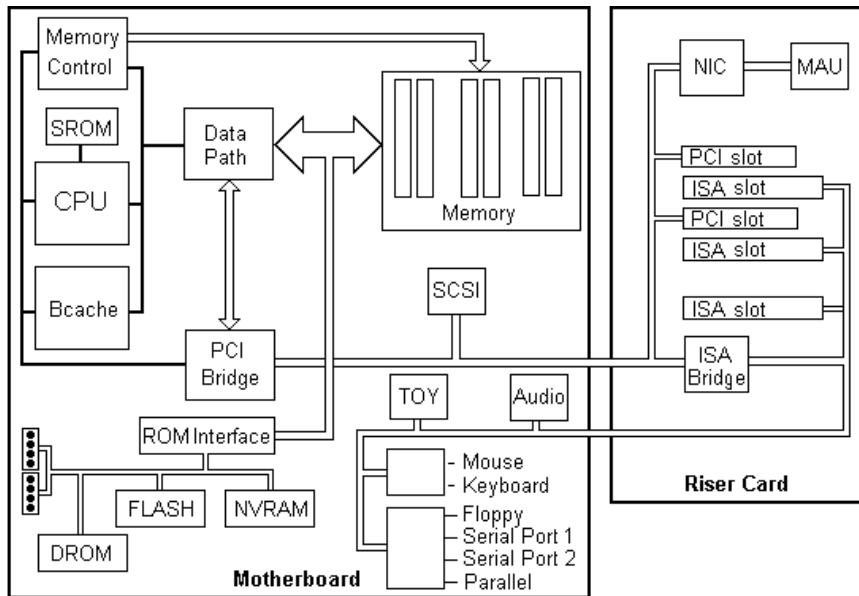 Memory
Control
SROM
CPU
Bcache
Data
Path
Memory
SCSI
PCI
Bridge
TOY
Audio
ROM Interface
FLASH
NVRAM
DROM
Mouse
Keyboard
Floppy
Serial Port 1
Serial Port 2
Parallel
Motherboard
NIC
MAU
PCI slot
ISA slot
PCI slot
ISA slot
ISA slot
ISA
Bridge
Riser Card